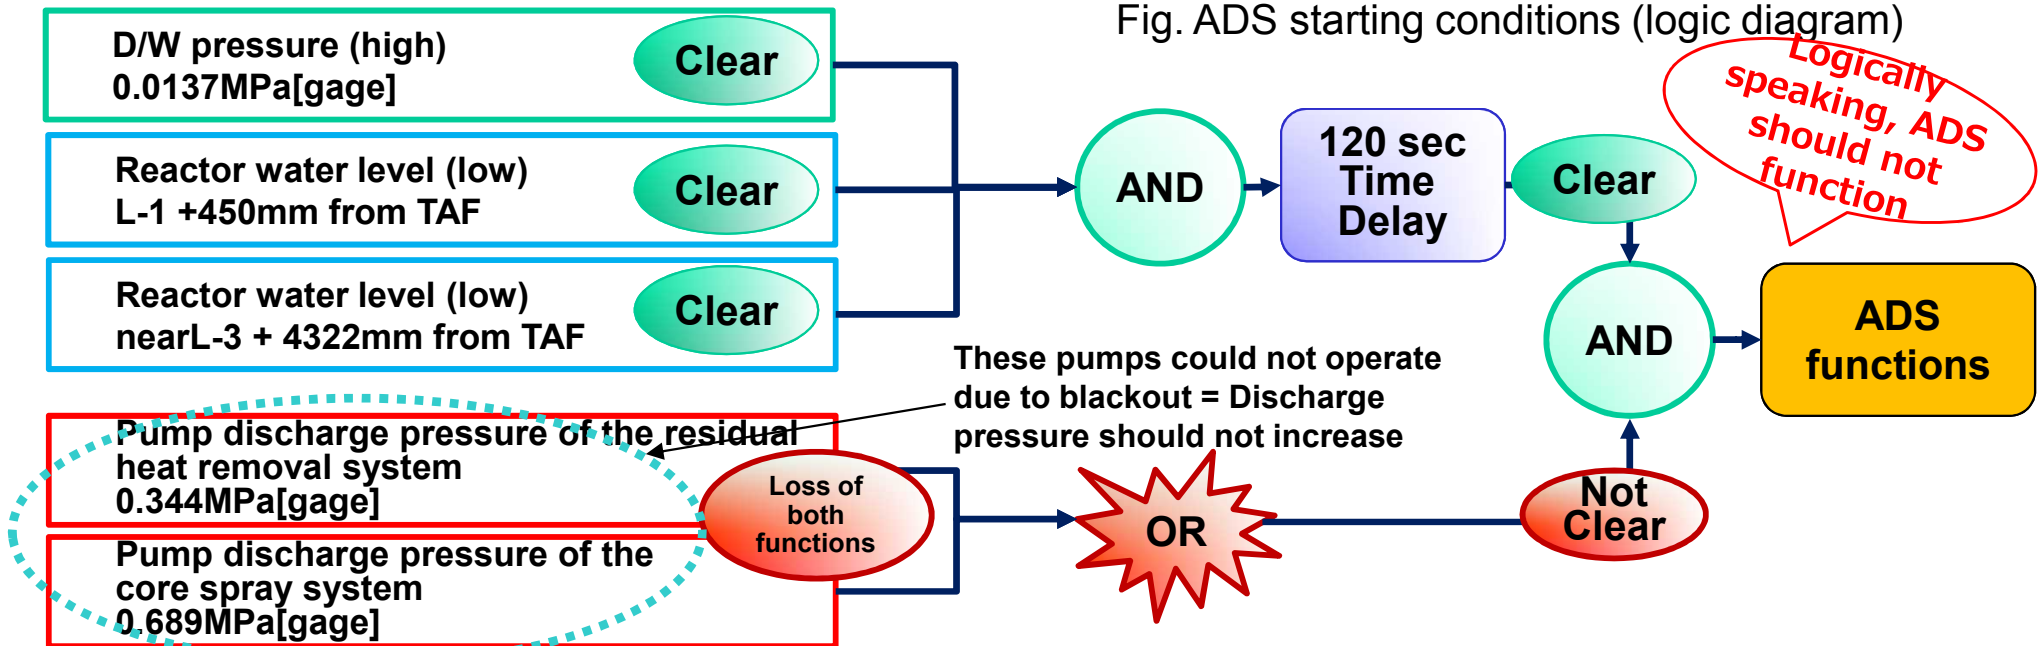 Fig. ADS starting conditions (logic diagram)
D/W pressure (high)
0.0137MPa[gage]
Clear
Reactor water level (low)
L-1 +450mm from TAF
Clear
Reactor water level (low)
nearL-3 + 4322mm from TAF
Clear
AND
120 sec
Time
Delay
Clear
Logically
speaking, ADS
should not
function
AND
ADS
functions
These pumps could not operate
due to blackout = Discharge
pressure should not increase
Pump discharge pressure of the residual
heat removal system
0.344MPa[gage]
Loss of
both
functions
Pump discharge pressure of the
core spray system
0.689MPa[gage]
OR
Not
Clear